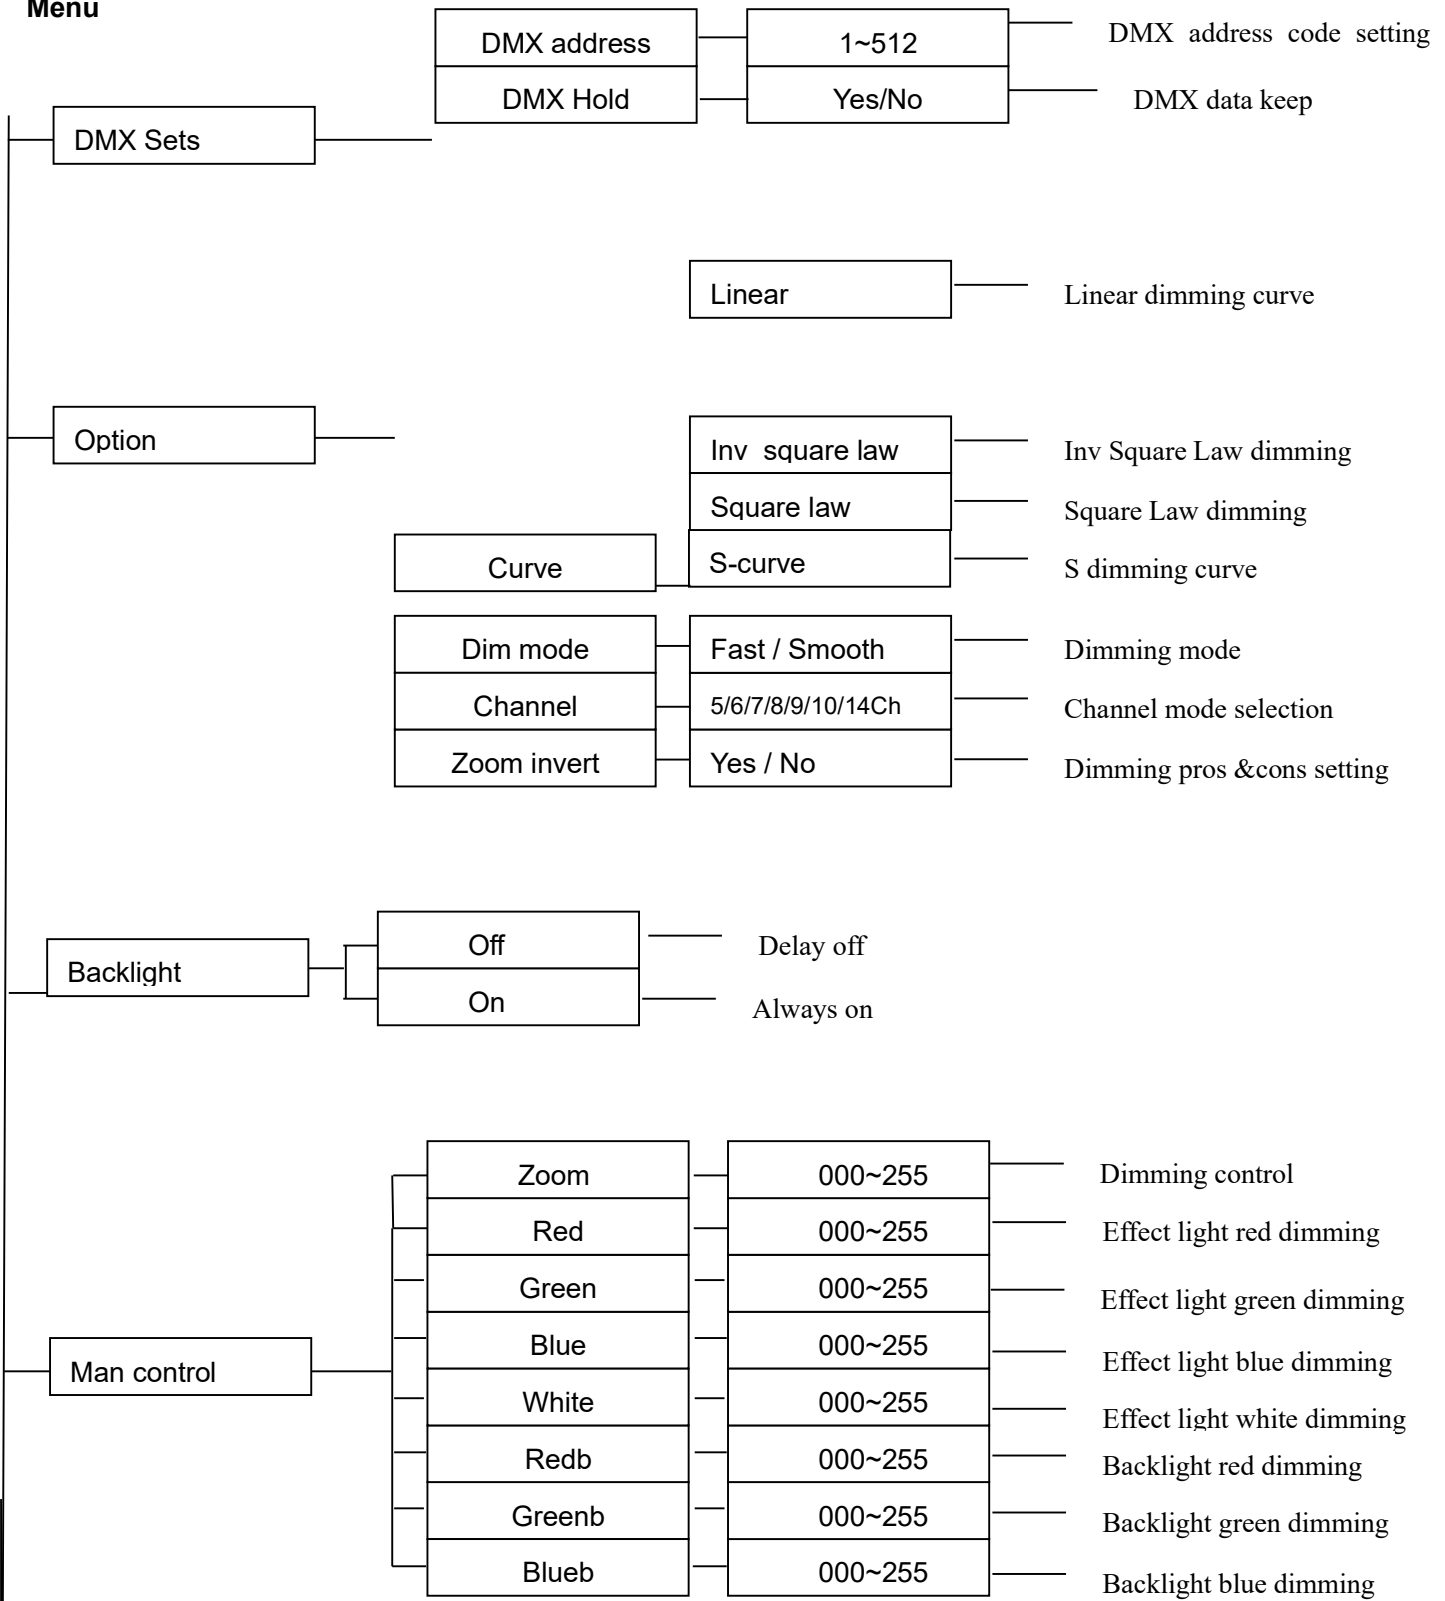 Menu
DMX address 1~512 DMX address code setting
DMX Hold Yes/No DMX data keep
DMX Sets
Linear Linear dimming curve
Option
Inv square law Inv Square Law dimming
Square law Square Law dimming
Curve S-curve S dimming curve
Dim mode Fast / Smooth Dimming mode
Channel 5/6/7/8/9/10/14Ch Channel mode selection
Zoom invert Yes / No Dimming pros &cons setting
Off Delay off
Backlight
On Always on
Zoom 000~255 Dimming control
Red 000~255 Effect light red dimming
Green 000~255 Effect light green dimming
Blue 000~255 Effect light blue dimming
Man control
White 000~255 Effect light white dimming
Redb 000~255 Backlight red dimming
Greenb 000~255 Backlight green dimming
Blueb 000~255 Backlight blue dimming